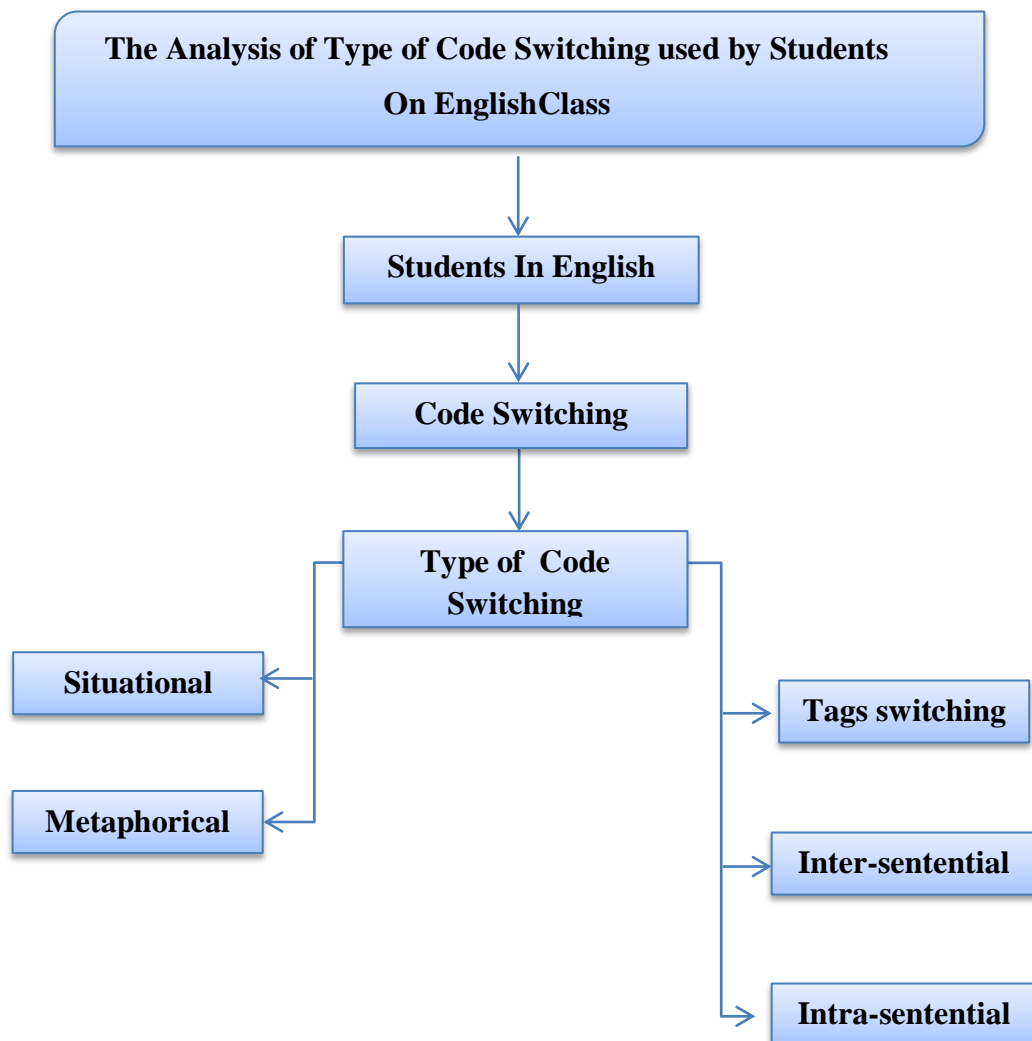 The Analysis of Type of Code Switching used by Students
On EnglishClass
Students In English
Code Switching
Type of Code
Switching
Situational
Metaphorical
Tags switching
Inter-sentential
Intra-sentential